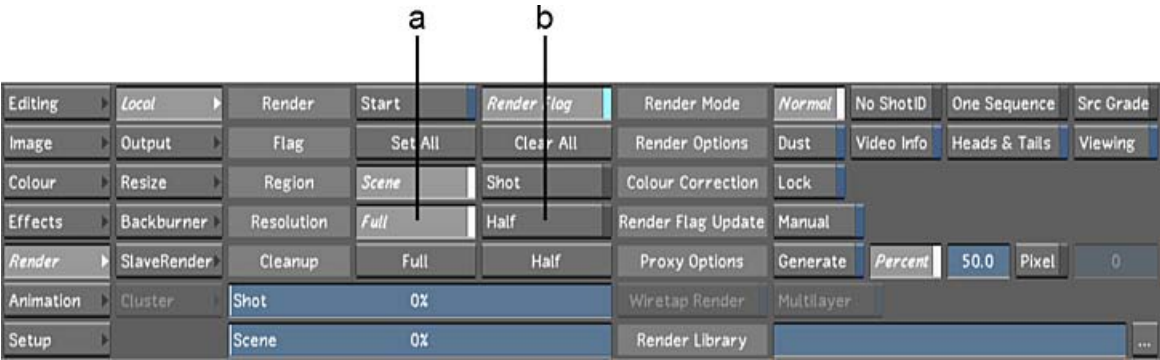 a b
Editing Local Render Start Render Flag Render Mode Normal No ShotID One Sequence Src Grade
Image Output Flag Set All Clear All Render Options Dust Video Info Heads & Tails Viewing
Colour Resize Region Scene Shot Colour Correction Lock
Effects Backburner Resolution Full Half Render Flag Update Manual
Render SlaveRender Cleanup Full Half Proxy Options Generate Percent 50.0 Pixel 0
Animation Cluster Shot 0% Wiretap Render Multilayer
Setup Scene 0% Render Library ...